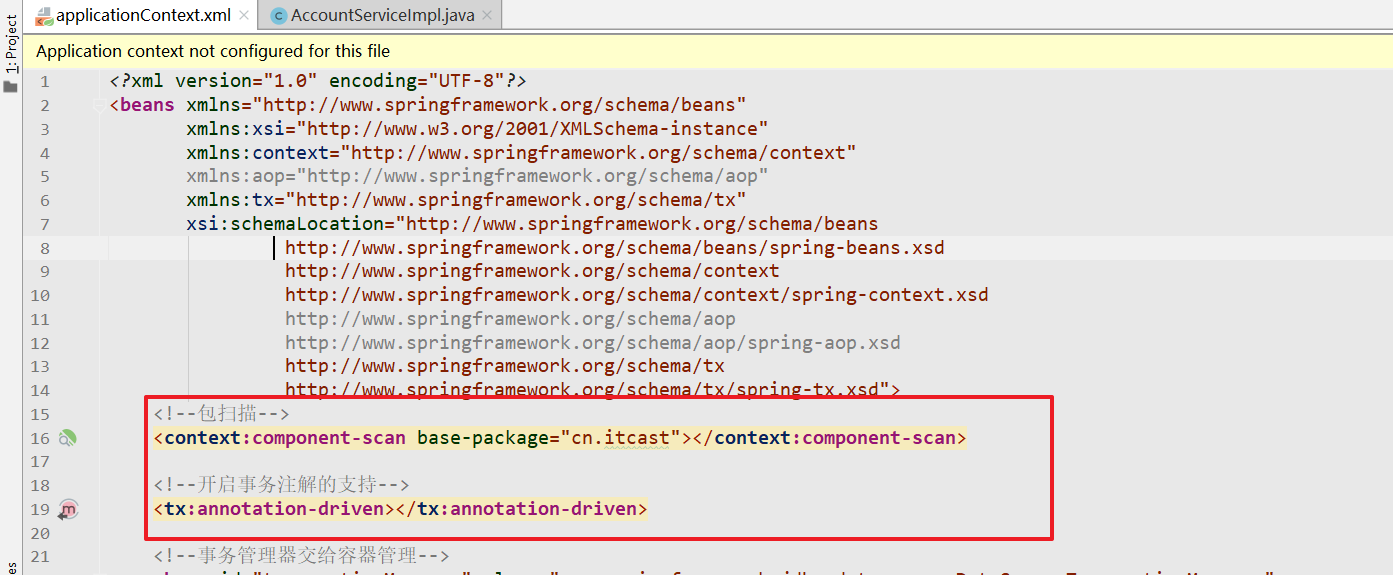 applicationContext.xml
AccountServiceImpl.java
1: Project
Application context not configured for this file
1 <?xml version="1.0" encoding="UTF-8"?>
2 <beans xmlns="http://www.springframework.org/schema/beans"
3 xmlns:xsi="http://www.w3.org/2001/XMLSchema-instance"
4 xmlns:context="http://www.springframework.org/schema/context"
5 xmlns:aop="http://www.springframework.org/schema/aop"
6 xmlns:tx="http://www.springframework.org/schema/tx"
7 xsi:schemaLocation="http://www.springframework.org/schema/beans
8 http://www.springframework.org/schema/beans/spring-beans.xsd
9 http://www.springframework.org/schema/context
10 http://www.springframework.org/schema/context/spring-context.xsd
11 http://www.springframework.org/schema/aop
12 http://www.springframework.org/schema/aop/spring-aop.xsd
13 http://www.springframework.org/schema/tx
14 http://www.springframework.org/schema/tx/spring-tx.xsd">
15 <!--包扫描-->
16 <context:component-scan base-package="cn.itcast"></context:component-scan>
17
18 <!--开启事务注解的支持-->
19 <tx:annotation-driven></tx:annotation-driven>
20
21 <!--事务管理器交给容器管理-->